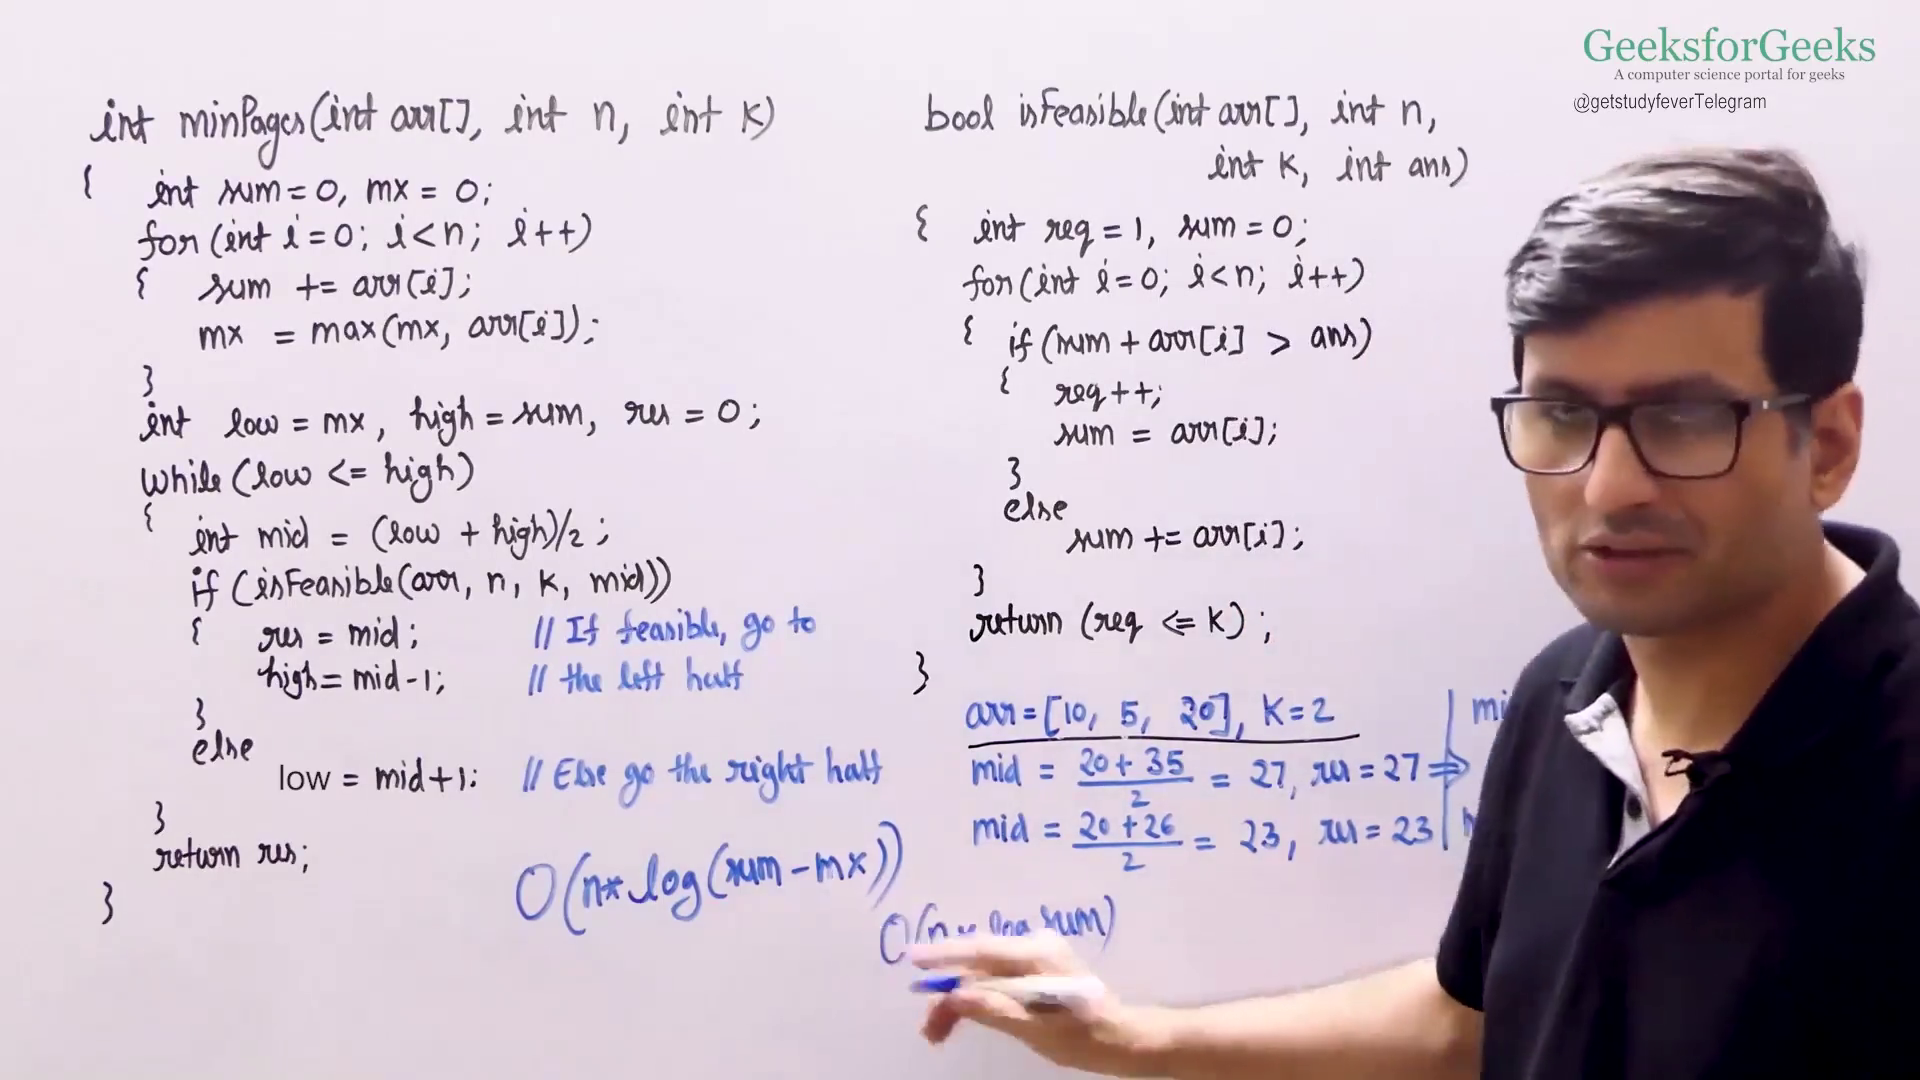 GeeksforGeeks
A computer science portal for geeks
@getstudyfeverTelegram
int minPages(int arr[], int n, int k)
{ int sum = 0, mx = 0;
for (int i = 0; i < n; i++)
{ sum += arr[i];
mx = max(mx, arr[i]);
}
int low = mx, high = sum, res = 0;
while (low <= high)
{
int mid = (low + high)/2;
if (isFeasible(arr, n, k, mid))
{ res = mid; // If feasible, go to
high = mid - 1; // the left half
}
else
low = mid+1; // Else go the right half
}
return res;
}
O(n* log(sum - mx))
bool isFeasible(int arr[], int n,
int k, int ans)
{ int req = 1, sum = 0;
for (int i = 0; i < n; i++)
{ if (sum + arr[i] > ans)
{ req++;
sum = arr[i];
}
else
sum += arr[i];
}
return (req <= k);
}
arr = [10, 5, 20], k = 2
mid = 20 + 35 / 2 = 27, res = 27 ⇒
mid = 20 + 26 / 2 = 23, res = 23
O(n * log sum)